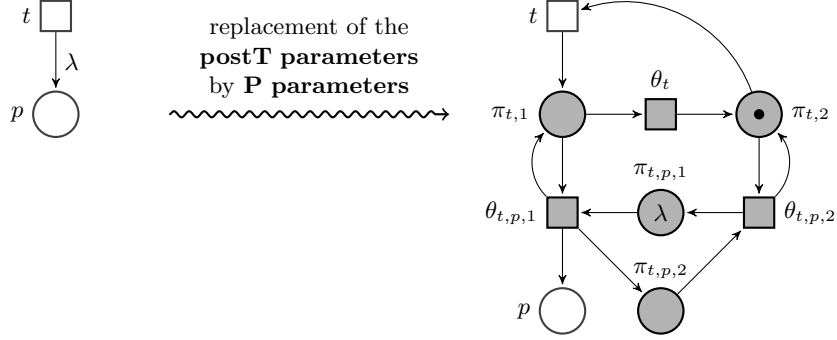 t
λ
p
replacement of the
postT parameters
by P parameters
t
θ_t
π_{t,1}
π_{t,2}
π_{t,p,1}
θ_{t,p,1}
λ
θ_{t,p,2}
π_{t,p,2}
p